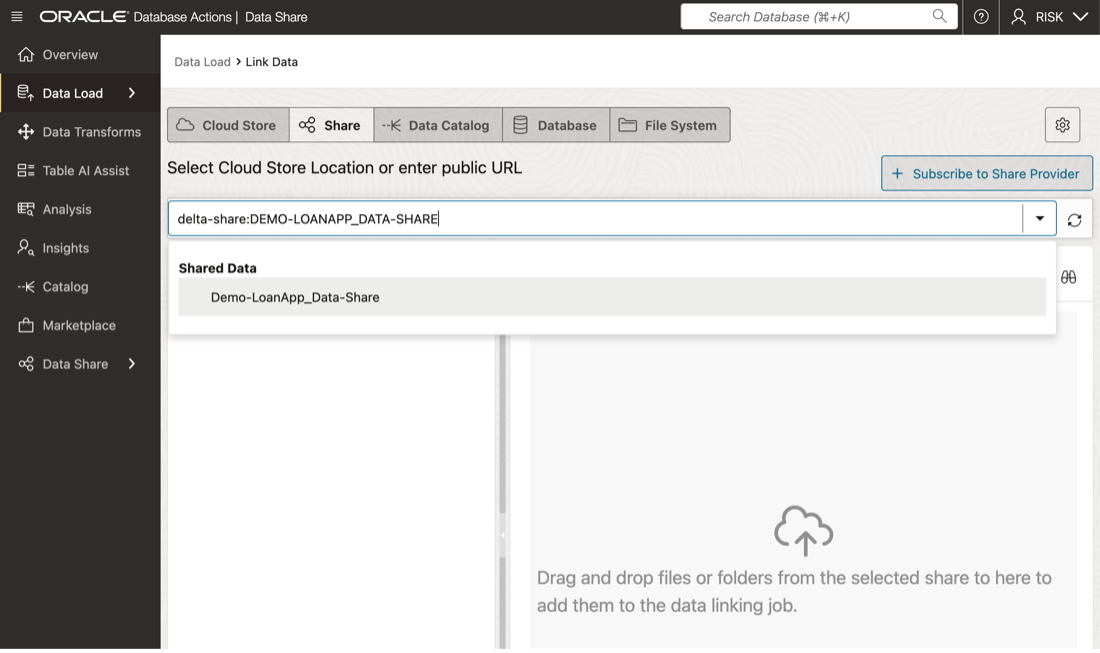 ORACLE Database Actions | Data Share
Search Database (⌘+K)
RISK
Overview
Data Load
Data Transforms
Table AI Assist
Analysis
Insights
Catalog
Marketplace
Data Share
Data Load > Link Data
Cloud Store
Share
Data Catalog
Database
File System
Select Cloud Store Location or enter public URL
+ Subscribe to Share Provider
delta-share:DEMO-LOANAPP_DATA-SHARE
Shared Data
Demo-LoanApp_Data-Share
Drag and drop files or folders from the selected share to here to
add them to the data linking job.